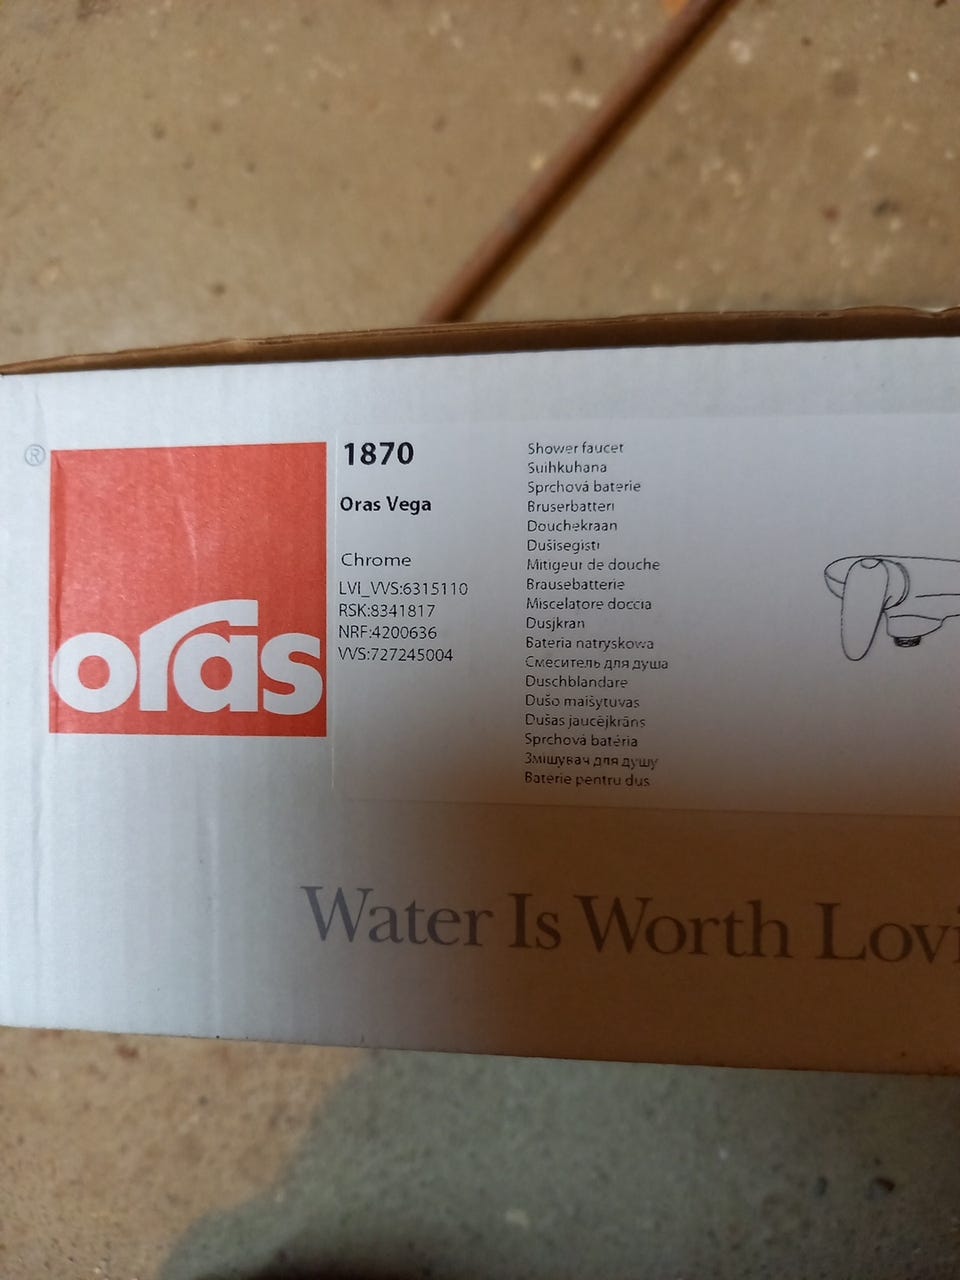 ®
oras
1870
Oras Vega
Chrome
LVI_VVS:6315110
RSK:8341817
NRF:4200636
VVS:727245004
Shower faucet
Suihkuhana
Sprchová baterie
Bruserbatteri
Douchekraan
Dušisegisti
Mitigeur de douche
Brausebatterie
Miscelatore doccia
Dusjkran
Bateria natryskowa
Смеситель для душа
Duschblandare
Dušo maišytuvas
Dušas jaucējkrāns
Sprchová batéria
Змішувач для душу
Baterie pentru dus
Water Is Worth Lovi